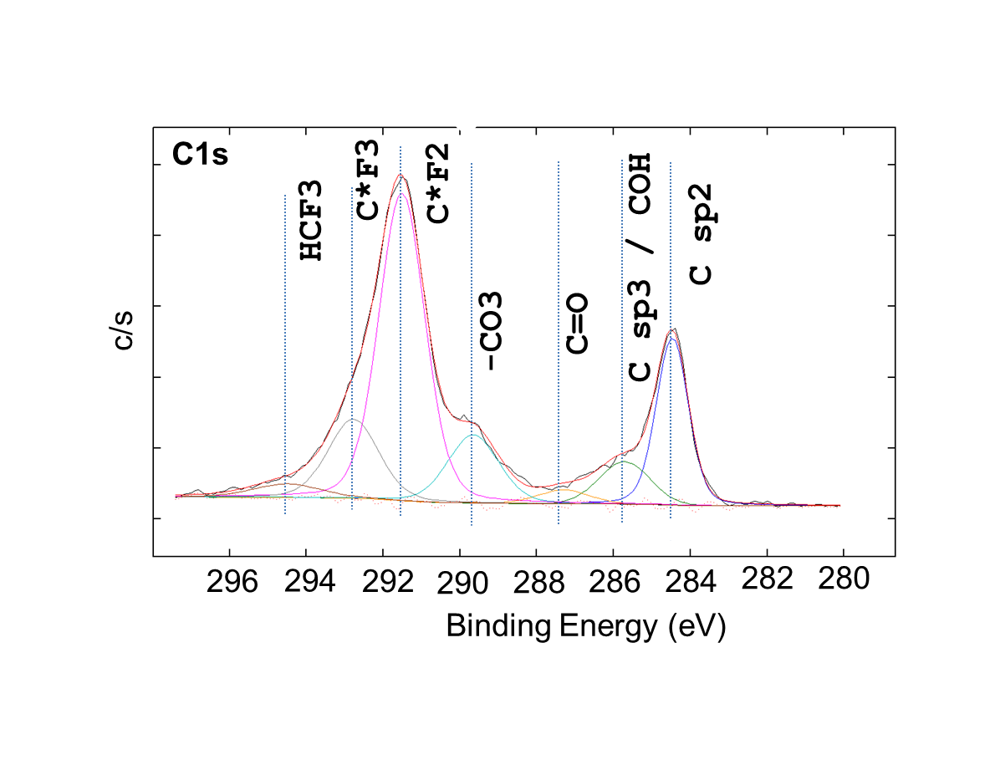 C1s
HCF3
C*F3
C*F2
-CO3
C=O
C sp3 / COH
C sp2
c/s
296 294 292 290 288 286 284 282 280
Binding Energy (eV)